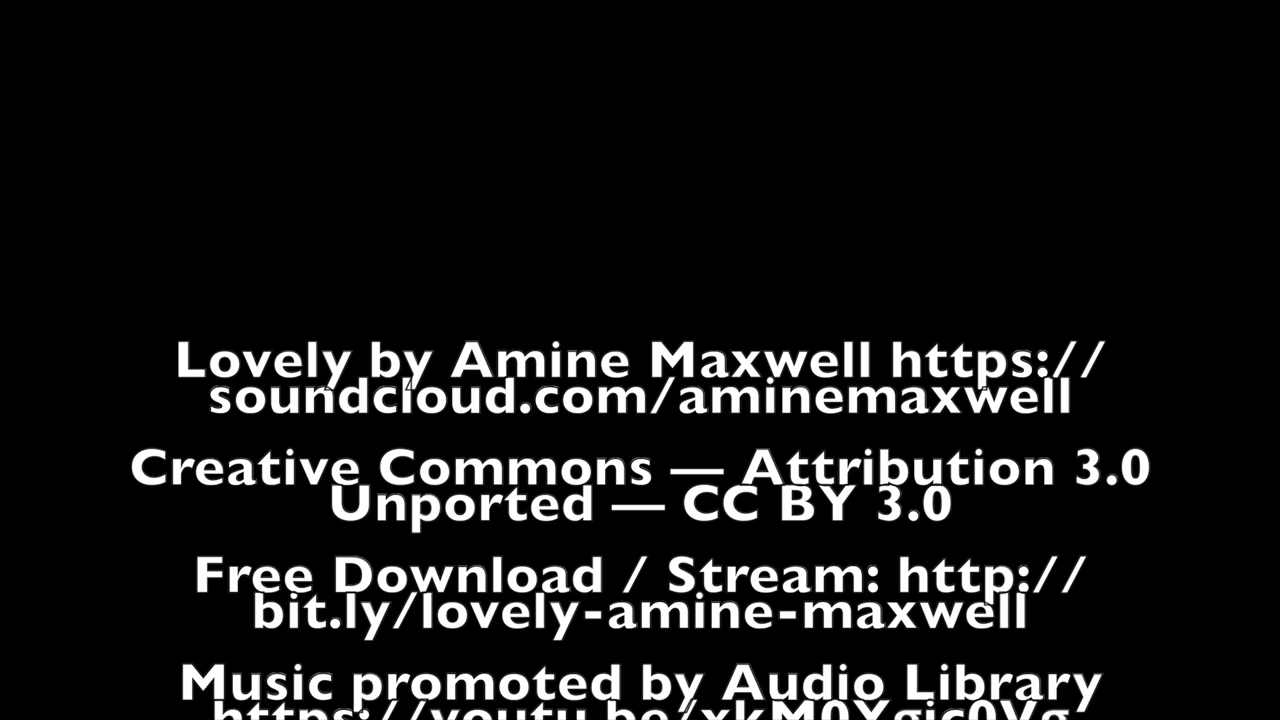 Lovely by Amine Maxwell https://
soundcloud.com/aminemaxwell
Creative Commons — Attribution 3.0
Unported — CC BY 3.0
Free Download / Stream: http://
bit.ly/lovely-amine-maxwell
Music promoted by Audio Library